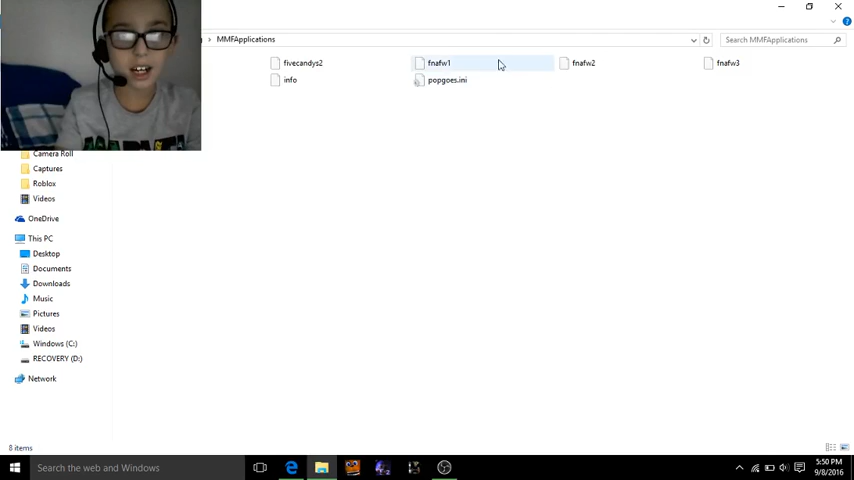 › MMFApplications
Search MMFApplications
fivecandys2
fnafw1
fnafw2
fnafw3
info
popgoes.ini
Camera Roll
Captures
Roblox
Videos
OneDrive
This PC
Desktop
Documents
Downloads
Music
Pictures
Videos
Windows (C:)
RECOVERY (D:)
Network
8 items
Search the web and Windows
5:50 PM
9/8/2016